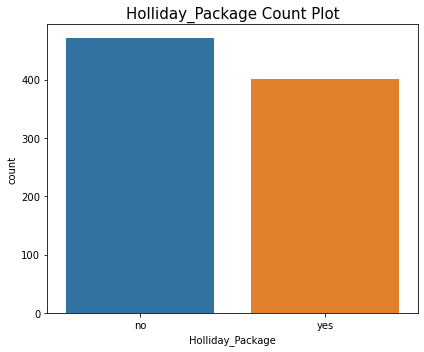 Holliday_Package Count Plot
400
300
200
100
0
count
no yes
Holliday_Package